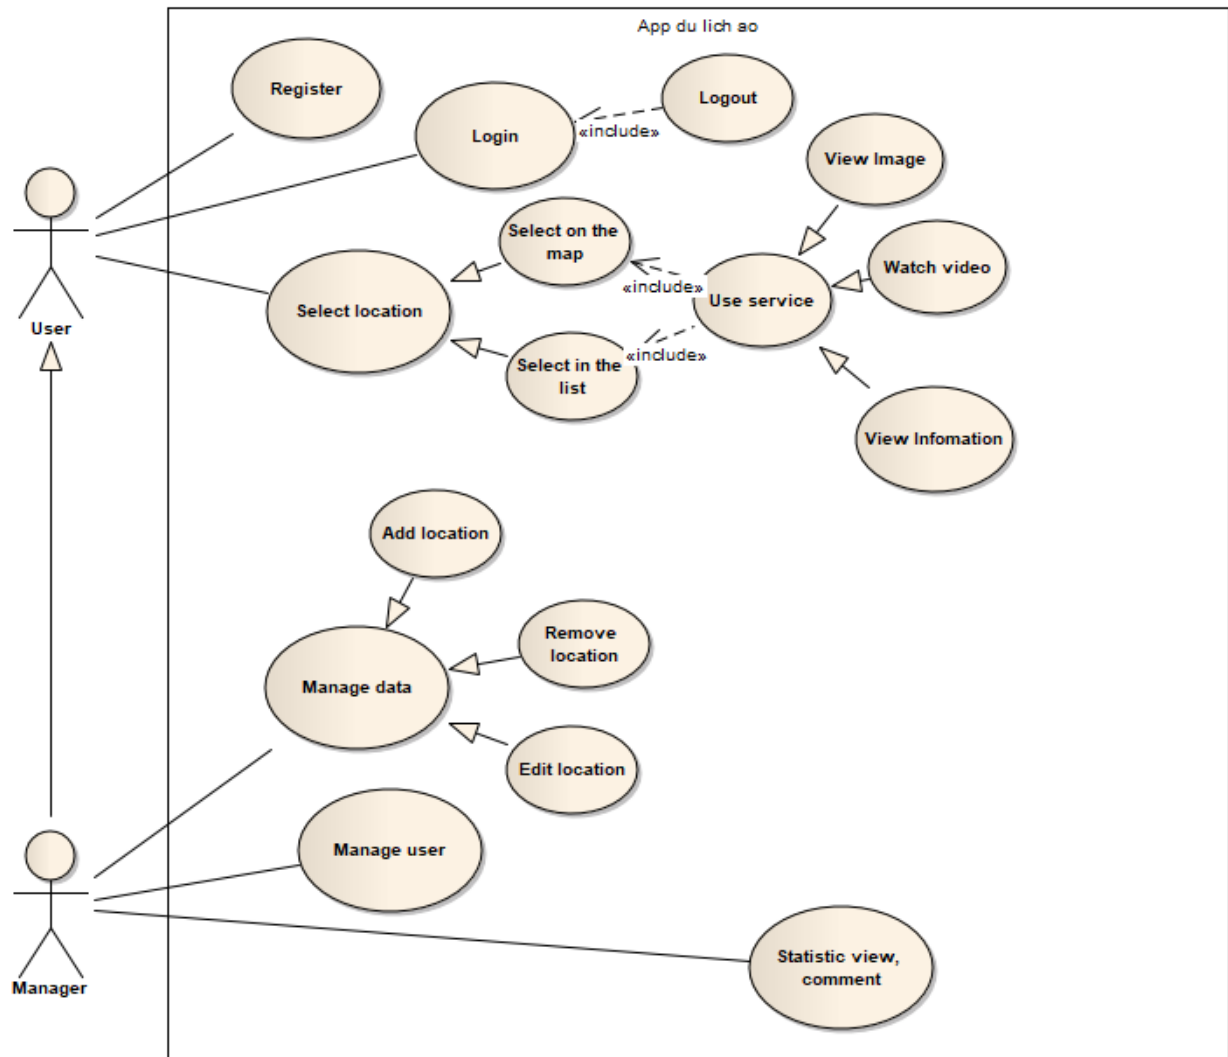 App du lich ao
Register
Logout
Login
«include»
View Image
Select on the
map
Watch video
«include»
Use service
Select location
User
«include»
Select in the
list
View Infomation
Add location
Remove
location
Manage data
Edit location
Manage user
Statistic view,
comment
Manager